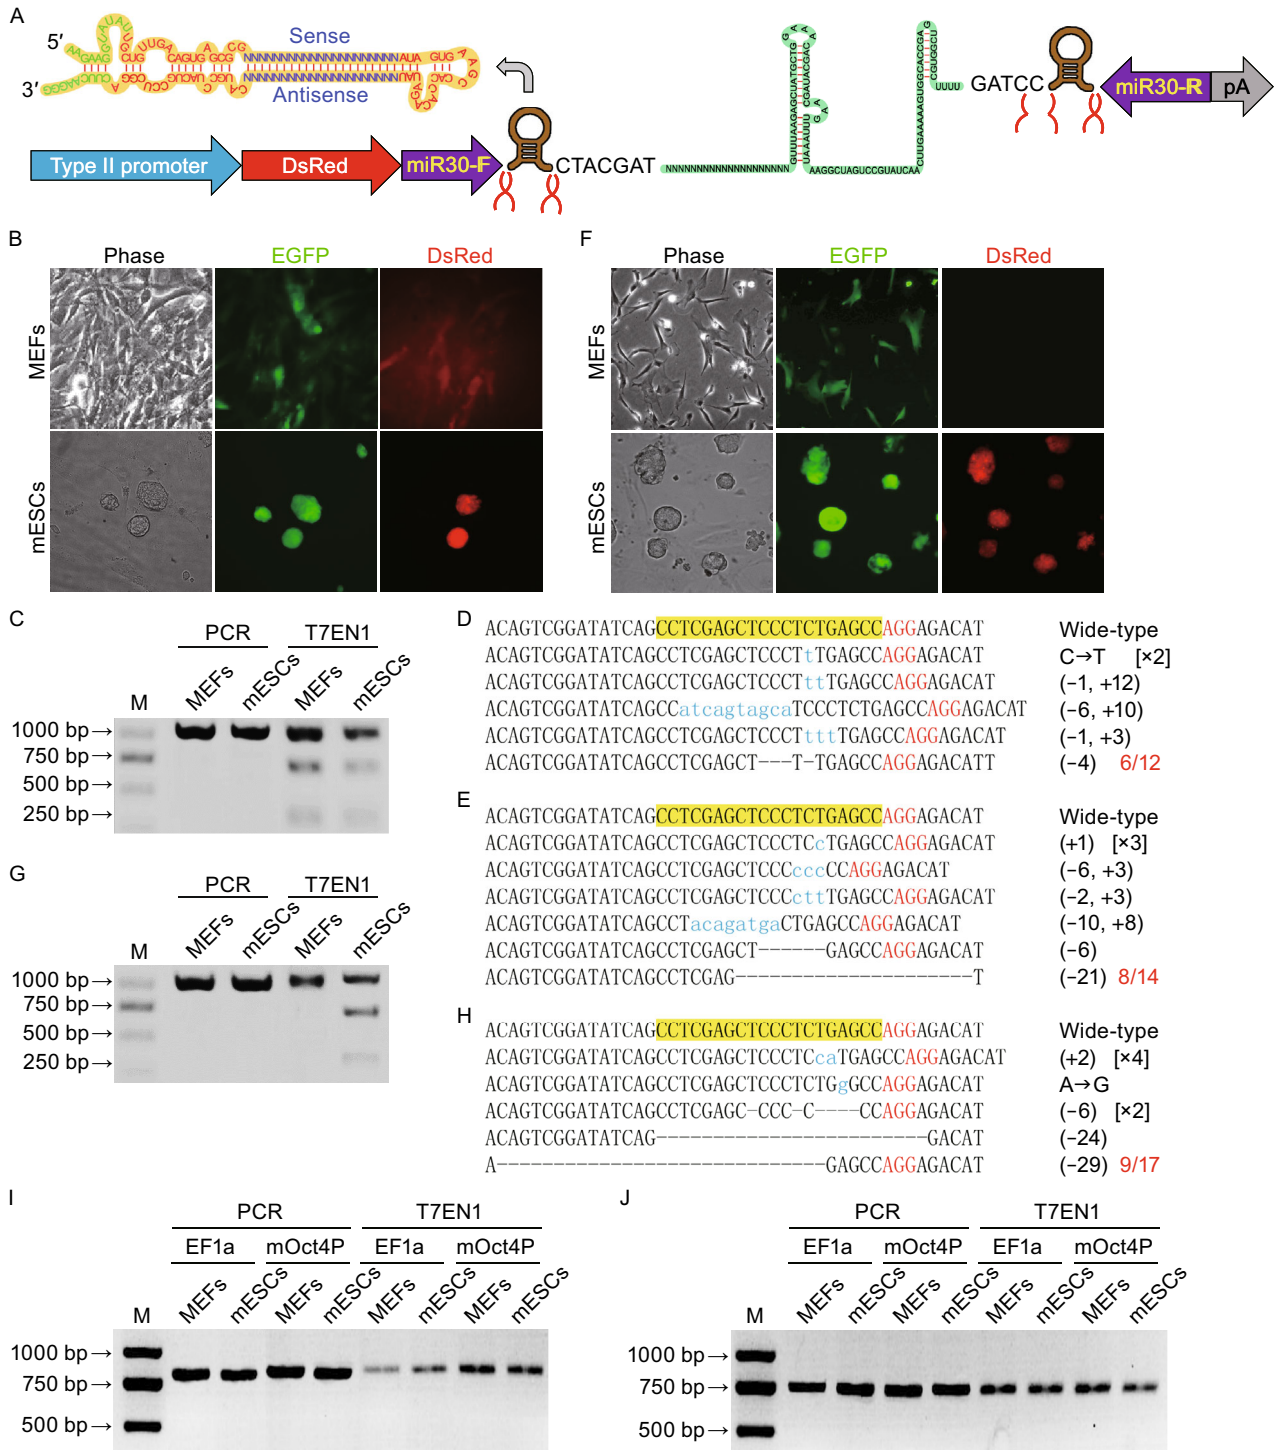 A
5′
3′
Sense
NNNNNNNNNNNNNNNNNNNNN
NNNNNNNNNNNNNNNNNNNNN
Antisense
Type II promoter
DsRed
miR30-F
CTACGAT
NNNNNNNNNNNNNNNNNNNN
GUUUAAGAGCUAUGCUG
AAGGCUAGUCCGUAUCAA
CUUGAAAAAGUGGCACCGA
UUUU
GATCC
miR30-R
pA
B
Phase
EGFP
DsRed
MEFs
mESCs
F
Phase
EGFP
DsRed
MEFs
mESCs
C
PCR
T7EN1
M
MEFs
mESCs
MEFs
mESCs
1000 bp→
750 bp→
500 bp→
250 bp→
D
ACAGTCGGATATCAGCCTCGAGCTCCCTCTGAGCCAGGAGACAT Wide-type
ACAGTCGGATATCAGCCTCGAGCTCCCTtTGAGCCAGGAGACAT C→T [×2]
ACAGTCGGATATCAGCCTCGAGCTCCCTttTGAGCCAGGAGACAT (−1, +12)
ACAGTCGGATATCAGCCatcagtagcaTCCCTCTGAGCCAGGAGACAT (−6, +10)
ACAGTCGGATATCAGCCTCGAGCTCCCTtttTGAGCCAGGAGACAT (−1, +3)
ACAGTCGGATATCAGCCTCGAGCT---T-TGAGCCAGGAGACATT (−4) 6/12
E
ACAGTCGGATATCAGCCTCGAGCTCCCTCTGAGCCAGGAGACAT Wide-type
ACAGTCGGATATCAGCCTCGAGCTCCCTCcTGAGCCAGGAGACAT (+1) [×3]
ACAGTCGGATATCAGCCTCGAGCTCCCcccCCAGGAGACAT (−6, +3)
ACAGTCGGATATCAGCCTCGAGCTCCCcttTGAGCCAGGAGACAT (−2, +3)
ACAGTCGGATATCAGCCTacagatgaCTGAGCCAGGAGACAT (−10, +8)
ACAGTCGGATATCAGCCTCGAGCT------GAGCCAGGAGACAT (−6)
ACAGTCGGATATCAGCCTCGAG---------------------T (−21) 8/14
G
PCR
T7EN1
M
MEFs
mESCs
MEFs
mESCs
1000 bp→
750 bp→
500 bp→
250 bp→
H
ACAGTCGGATATCAGCCTCGAGCTCCCTCTGAGCCAGGAGACAT Wide-type
ACAGTCGGATATCAGCCTCGAGCTCCCTCcaTGAGCCAGGAGACAT (+2) [×4]
ACAGTCGGATATCAGCCTCGAGCTCCCTCTGgGCCAGGAGACAT A→G
ACAGTCGGATATCAGCCTCGAGC-CCC-C----CCAGGAGACAT (−6) [×2]
ACAGTCGGATATCAG------------------------GACAT (−24)
A-----------------------------GAGCCAGGAGACAT (−29) 9/17
I
PCR
T7EN1
EF1a
mOct4P
EF1a
mOct4P
M
MEFs
mESCs
MEFs
mESCs
MEFs
mESCs
MEFs
mESCs
1000 bp→
750 bp→
500 bp→
J
PCR
T7EN1
EF1a
mOct4P
EF1a
mOct4P
M
MEFs
mESCs
MEFs
mESCs
MEFs
mESCs
MEFs
mESCs
1000 bp→
750 bp→
500 bp→